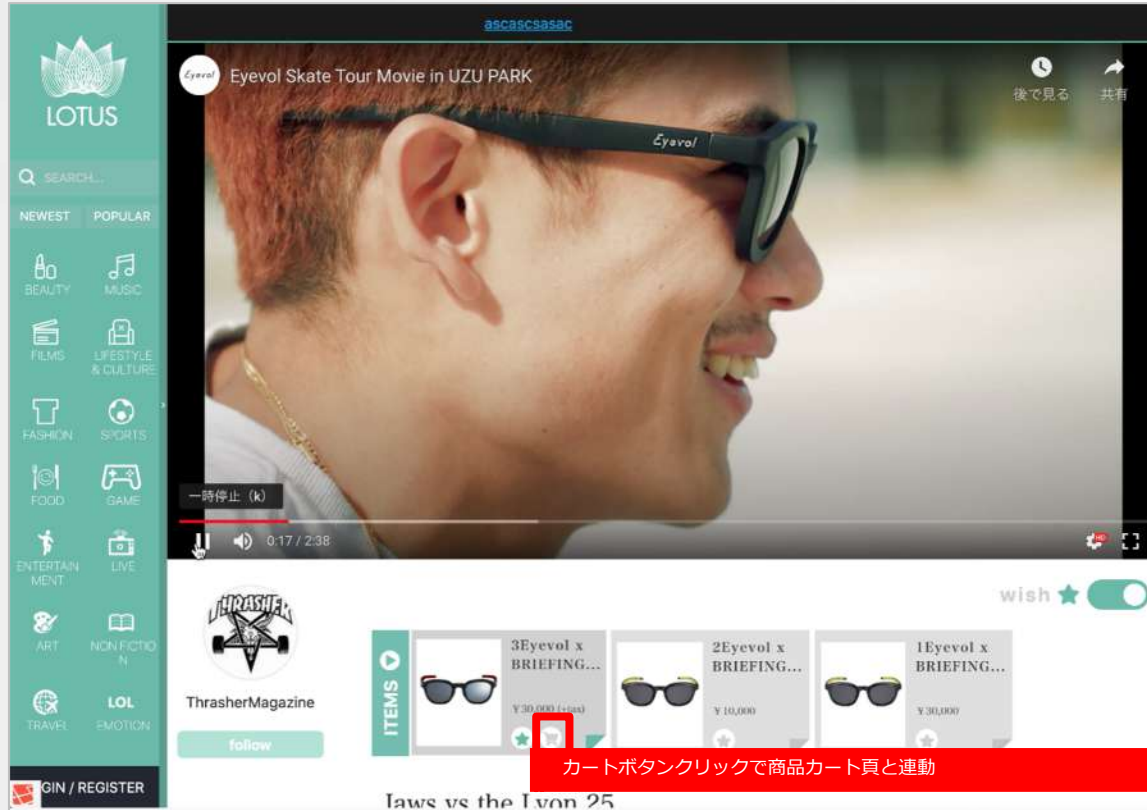 ascascsasac
LOTUS
SEARCH...
NEWEST POPULAR
BEAUTY MUSIC
FILMS LIFESTYLE
& CULTURE
FASHION SPORTS
FOOD GAME
ENTERTAIN
MENT
LIVE
ART NON FICTIO
N
TRAVEL
LOL
EMOTION
GIN / REGISTER
Eyevol
Eyevol Skate Tour Movie in UZU PARK
後で見る 共有
Eyevol
一時停止（k）
0:17 / 2:38
HD
wish
THRASHER
ThrasherMagazine
follow
ITEMS
3Eyevol x
BRIEFING...
￥30,000 (+tax)
2Eyevol x
BRIEFING...
￥10,000
1Eyevol x
BRIEFING...
￥30,000
カートボタンクリックで商品カート頁と連動
Jaws vs the Lyon 25